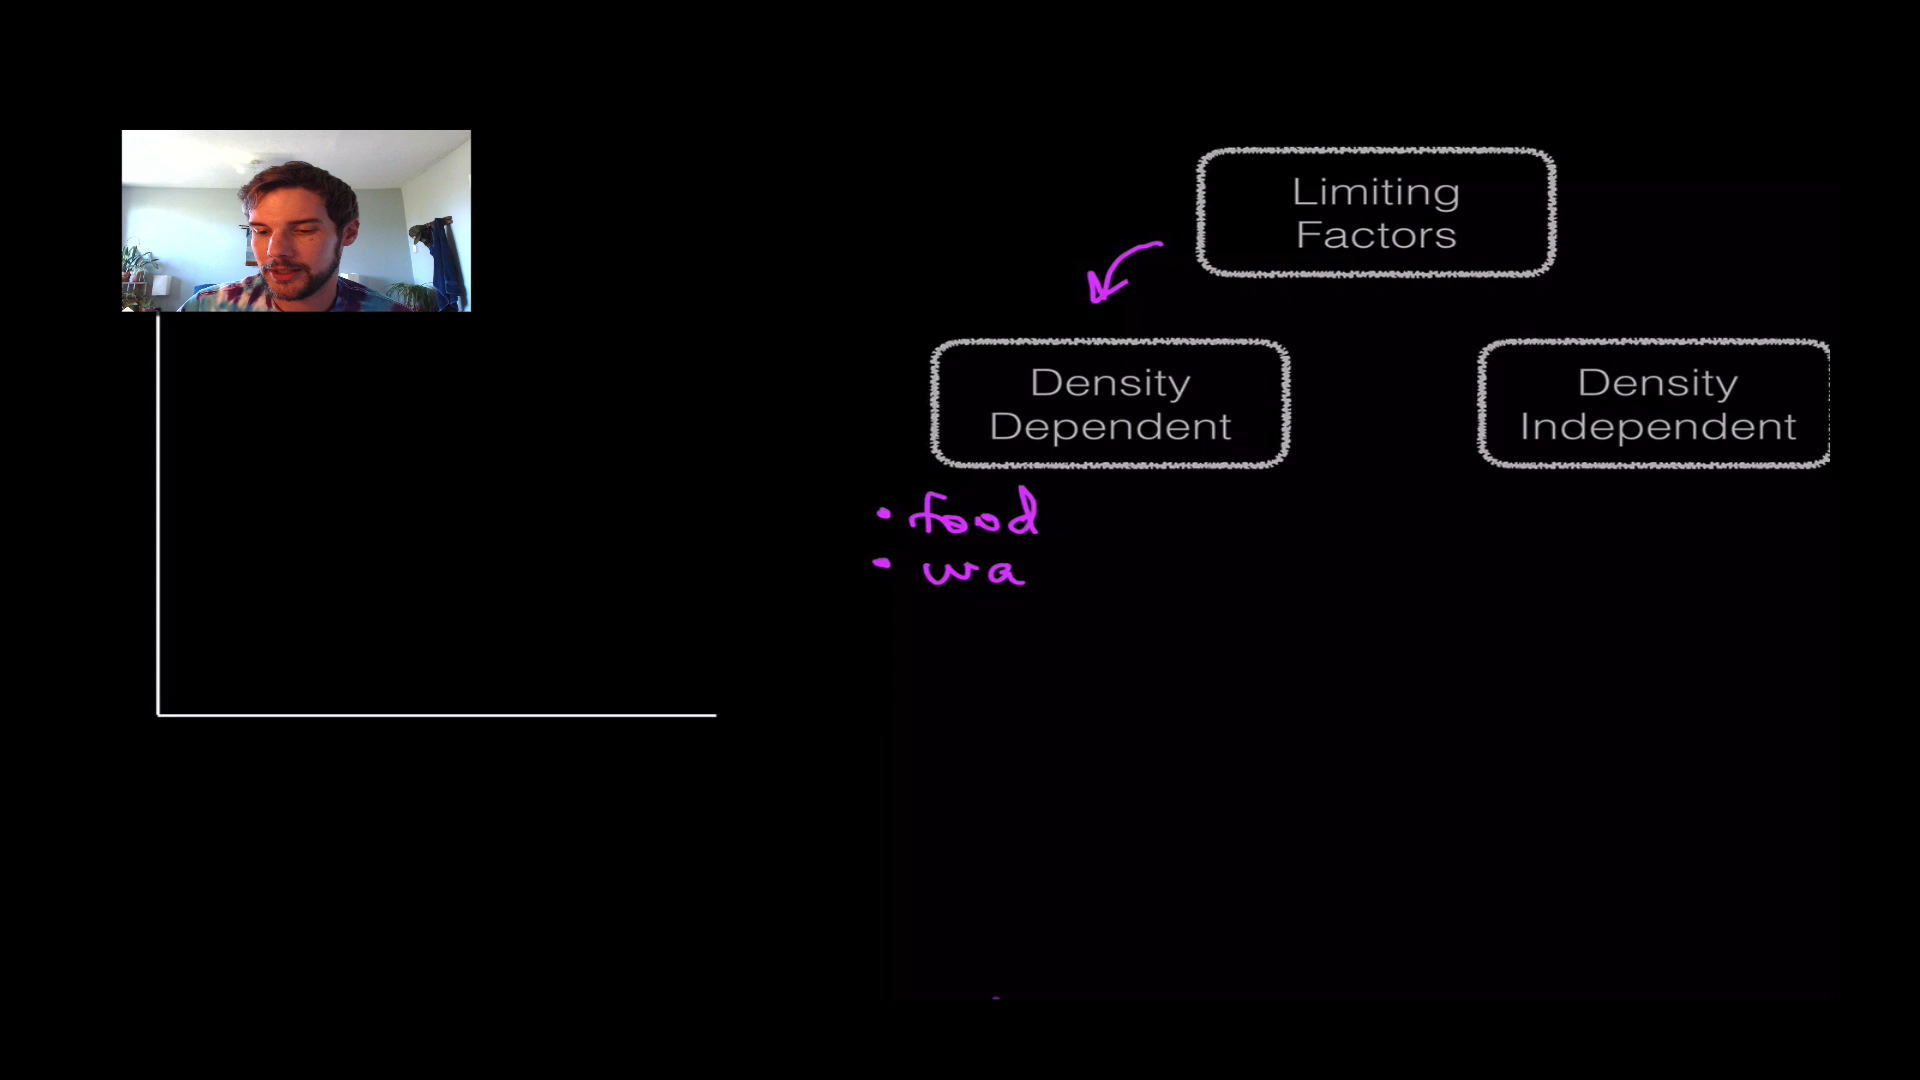 Limiting
Factors
Density
Dependent
Density
Independent
• food
• wa